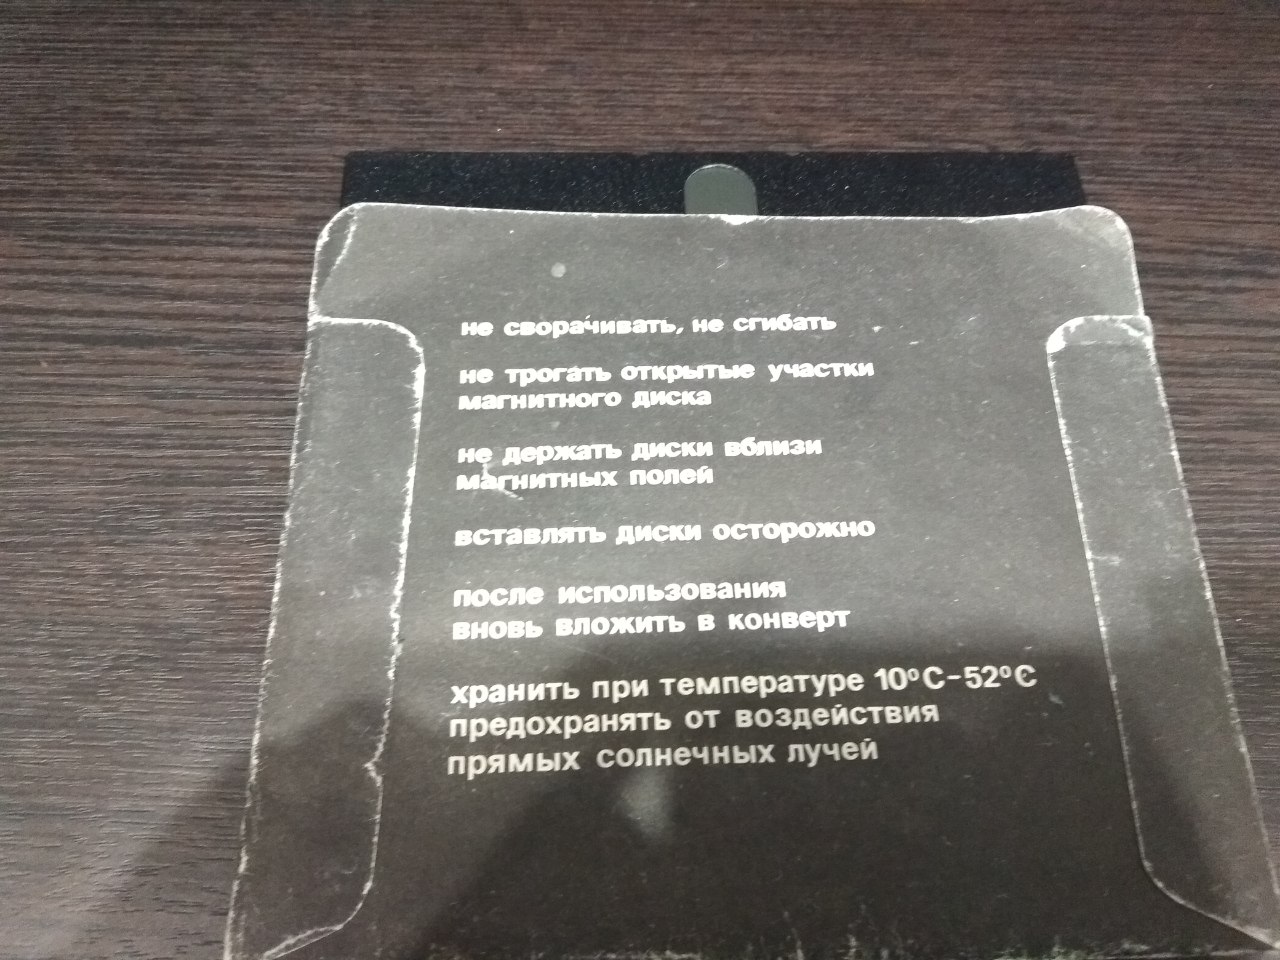 не сворачивать, не сгибать
не трогать открытые участки
магнитного диска
не держать диски вблизи
магнитных полей
вставлять диски осторожно
после использования
вновь вложить в конверт
хранить при температуре 10°C-52°C
предохранять от воздействия
прямых солнечных лучей